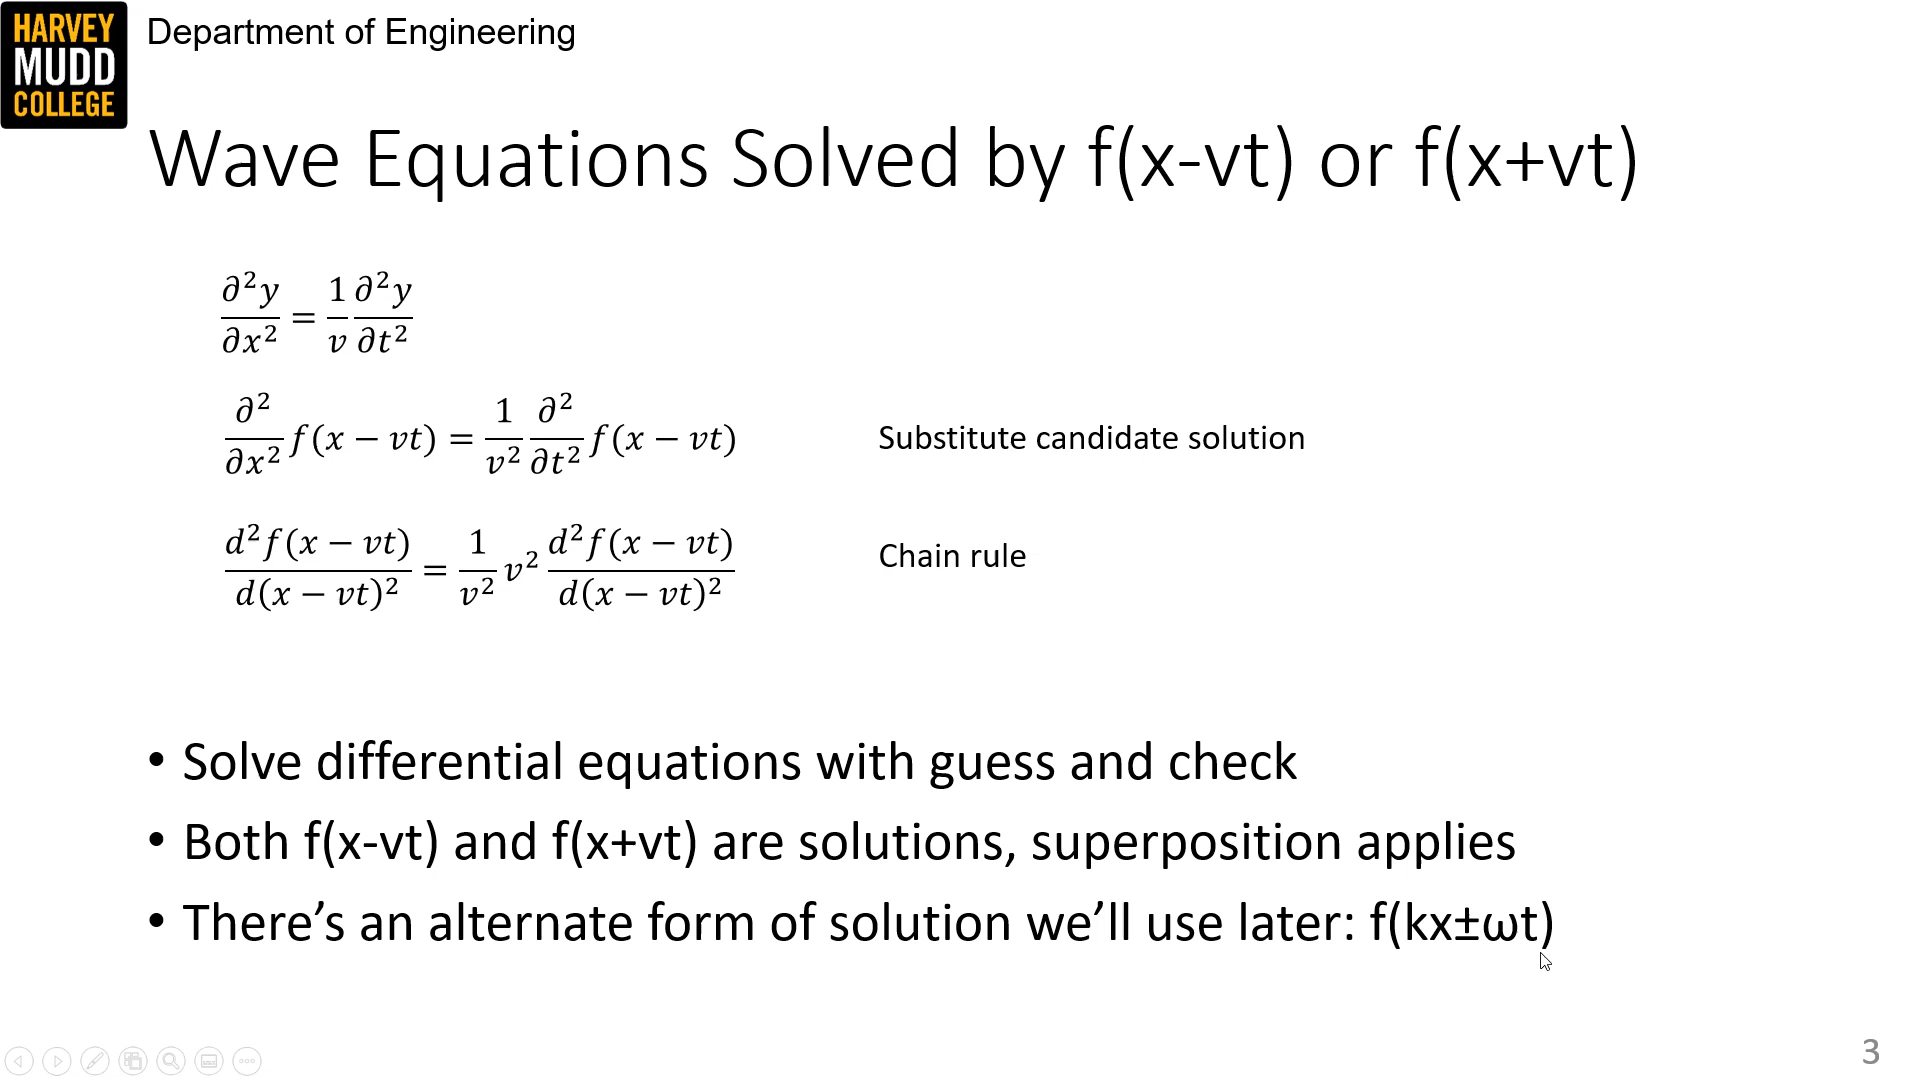 HARVEY
MUDD
COLLEGE
Department of Engineering
Wave Equations Solved by f(x-vt) or f(x+vt)
∂²y/∂x² = 1/v ∂²y/∂t²
∂²/∂x² f(x − vt) = 1/v² ∂²/∂t² f(x − vt)
Substitute candidate solution
d²f(x − vt)/d(x − vt)² = 1/v² v² d²f(x − vt)/d(x − vt)²
Chain rule
• Solve differential equations with guess and check
• Both f(x-vt) and f(x+vt) are solutions, superposition applies
• There’s an alternate form of solution we’ll use later: f(kx±ωt)
3